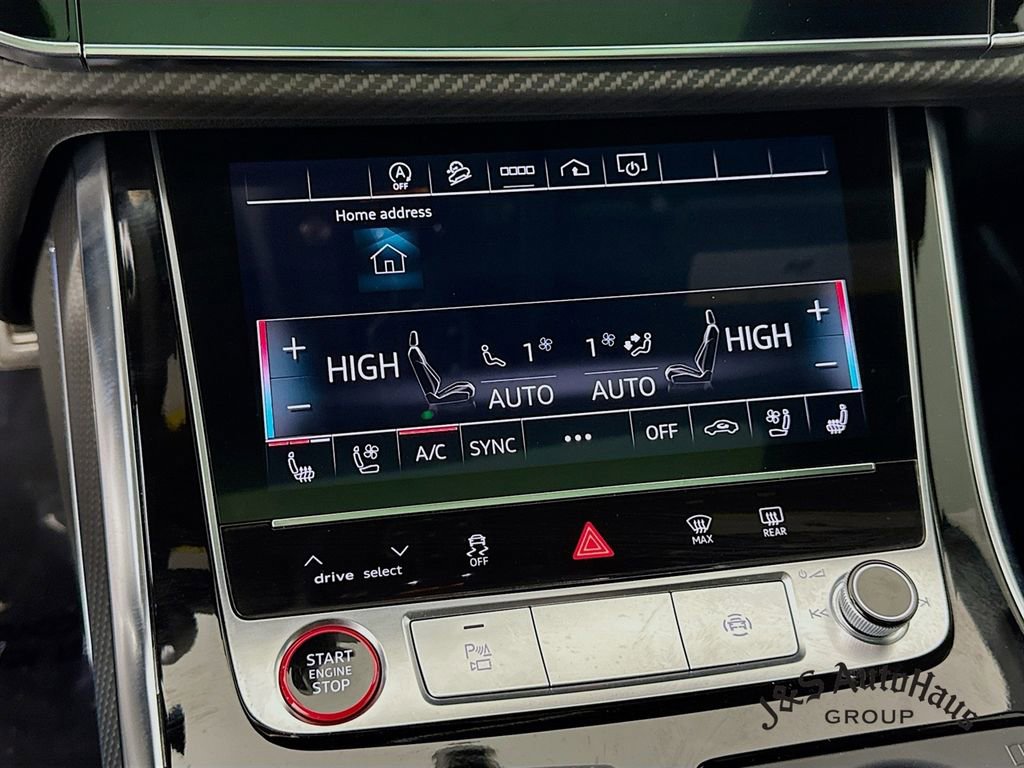 A
OFF
Home address
+ +
HIGH 1 1 HIGH
- AUTO AUTO -
A/C SYNC ... OFF
drive select OFF MAX REAR
START
ENGINE
STOP
P
J&S AutoHaus
GROUP